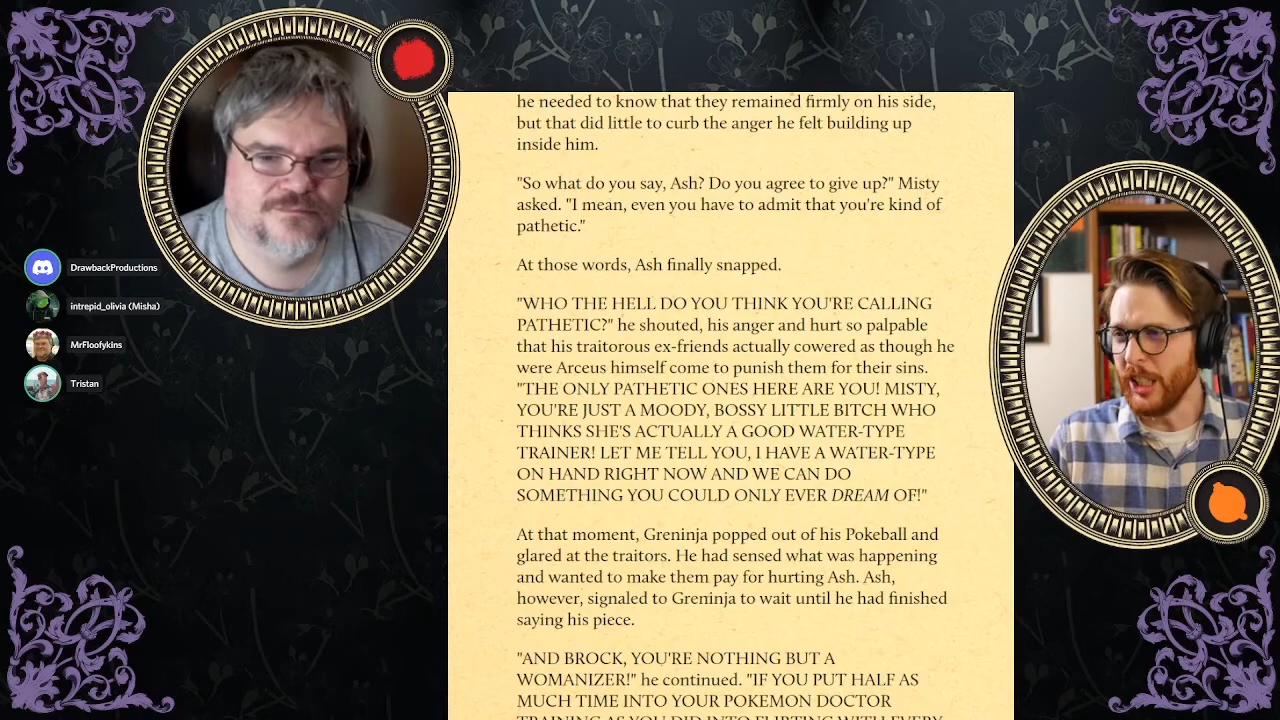 he needed to know that they remained firmly on his side,
but that did little to curb the anger he felt building up
inside him.
"So what do you say, Ash? Do you agree to give up?" Misty
asked. "I mean, even you have to admit that you're kind of
pathetic."
At those words, Ash finally snapped.
"WHO THE HELL DO YOU THINK YOU'RE CALLING
PATHETIC?" he shouted, his anger and hurt so palpable
that his traitorous ex-friends actually cowered as though he
were Arceus himself come to punish them for their sins.
"THE ONLY PATHETIC ONES HERE ARE YOU! MISTY,
YOU'RE JUST A MOODY, BOSSY LITTLE BITCH WHO
THINKS SHE'S ACTUALLY A GOOD WATER-TYPE
TRAINER! LET ME TELL YOU, I HAVE A WATER-TYPE
ON HAND RIGHT NOW AND WE CAN DO
SOMETHING YOU COULD ONLY EVER DREAM OF!"
At that moment, Greninja popped out of his Pokeball and
glared at the traitors. He had sensed what was happening
and wanted to make them pay for hurting Ash. Ash,
however, signaled to Greninja to wait until he had finished
saying his piece.
"AND BROCK, YOU'RE NOTHING BUT A
WOMANIZER!" he continued. "IF YOU PUT HALF AS
MUCH TIME INTO YOUR POKEMON DOCTOR
TRAINING AS YOU DID INTO FLIRTING WITH EVERY
DrawbackProductions
intrepid_olivia (Misha)
MrFloofykins
Tristan